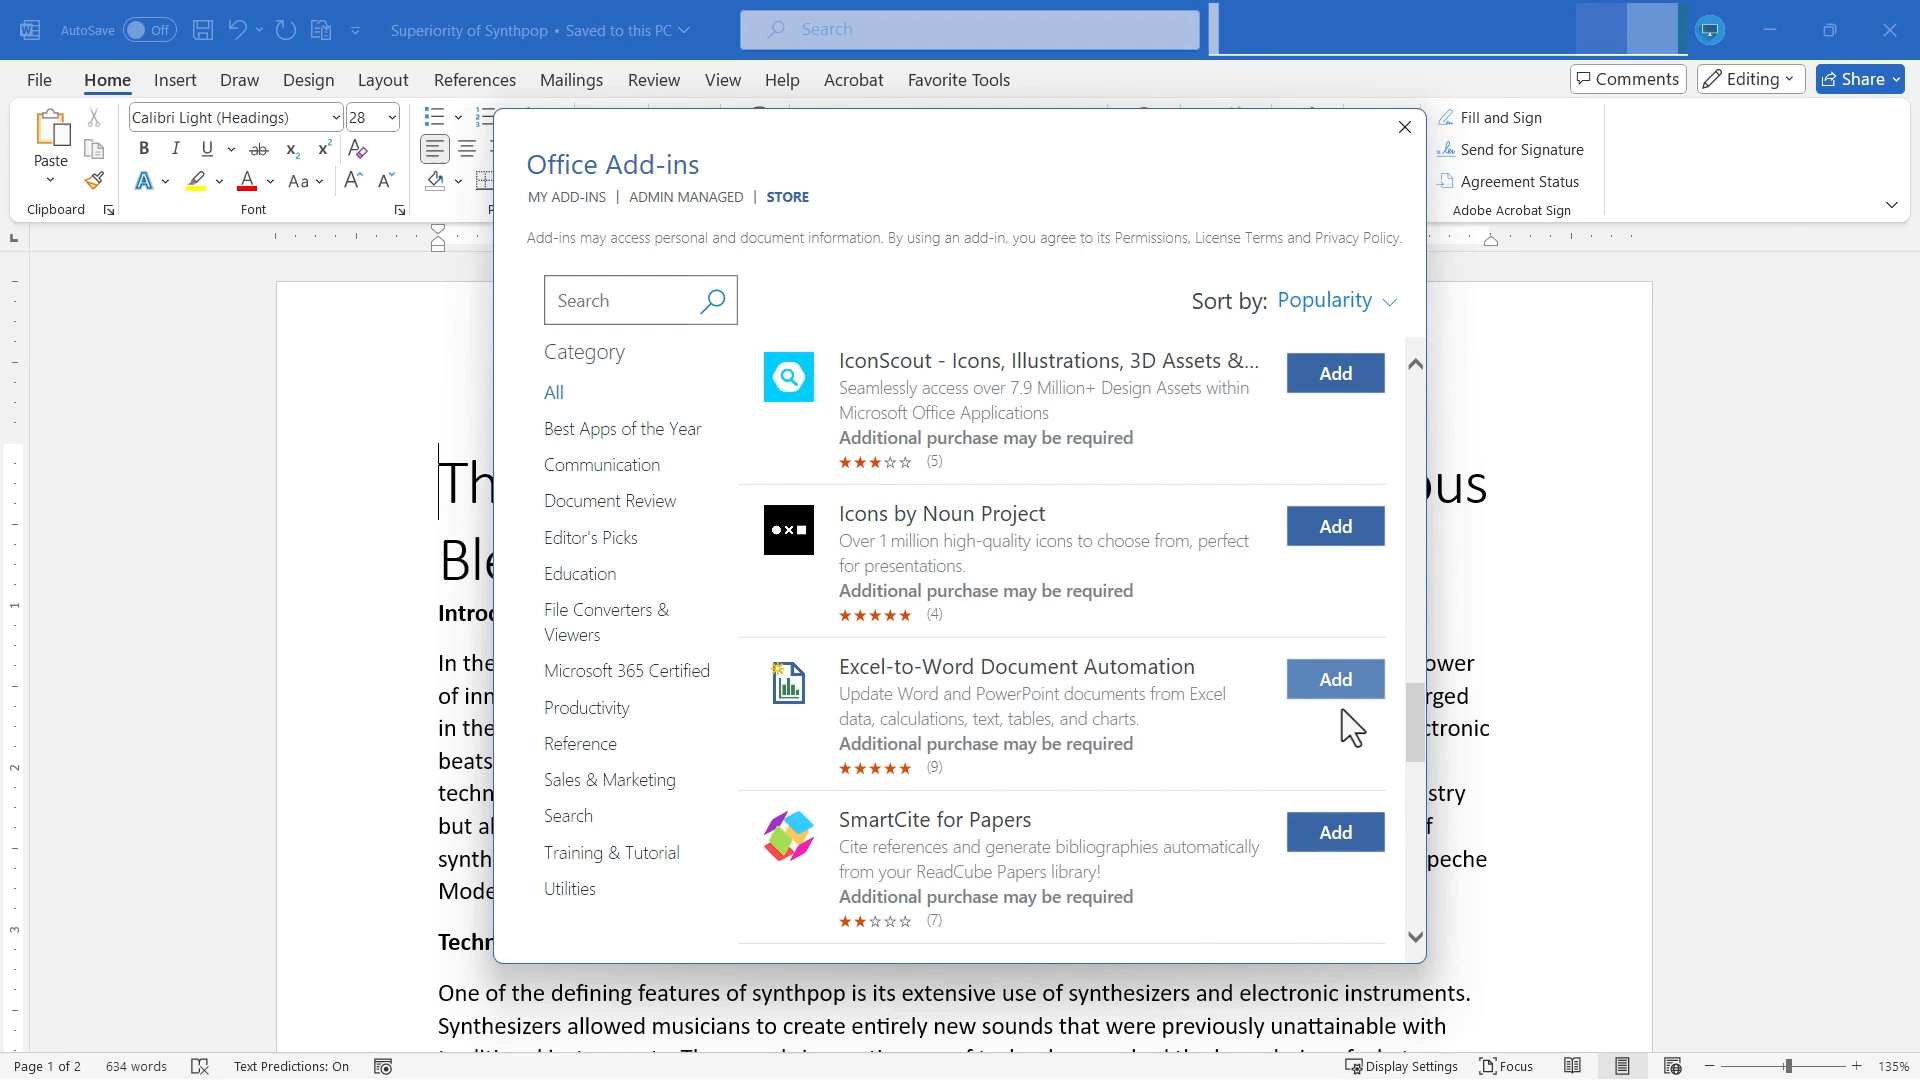 AutoSave Off Superiority of Synthpop • Saved to this PC Search
File Home Insert Draw Design Layout References Mailings Review View Help Acrobat Favorite Tools Comments Editing Share
Paste
Clipboard
Calibri Light (Headings) 28
Font
Fill and Sign
Send for Signature
Agreement Status
Adobe Acrobat Sign
Office Add-ins
MY ADD-INS | ADMIN MANAGED | STORE
Add-ins may access personal and document information. By using an add-in, you agree to its Permissions, License Terms and Privacy Policy.
Search
Sort by: Popularity
Category
All
Best Apps of the Year
Communication
Document Review
Editor's Picks
Education
File Converters &
Viewers
Microsoft 365 Certified
Productivity
Reference
Sales & Marketing
Search
Training & Tutorial
Utilities
IconScout - Icons, Illustrations, 3D Assets &...
Seamlessly access over 7.9 Million+ Design Assets within
Microsoft Office Applications
Additional purchase may be required
(5)
Add
Icons by Noun Project
Over 1 million high-quality icons to choose from, perfect
for presentations.
Additional purchase may be required
(4)
Add
Excel-to-Word Document Automation
Update Word and PowerPoint documents from Excel
data, calculations, text, tables, and charts.
Additional purchase may be required
(9)
Add
SmartCite for Papers
Cite references and generate bibliographies automatically
from your ReadCube Papers library!
Additional purchase may be required
(7)
Add
One of the defining features of synthpop is its extensive use of synthesizers and electronic instruments.
Synthesizers allowed musicians to create entirely new sounds that were previously unattainable with
Page 1 of 2 634 words Text Predictions: On Display Settings Focus 135%